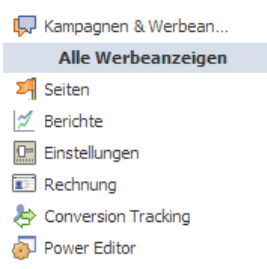 Kampagnen & Werbean...
Alle Werbeanzeigen
Seiten
Berichte
Einstellungen
Rechnung
Conversion Tracking
Power Editor